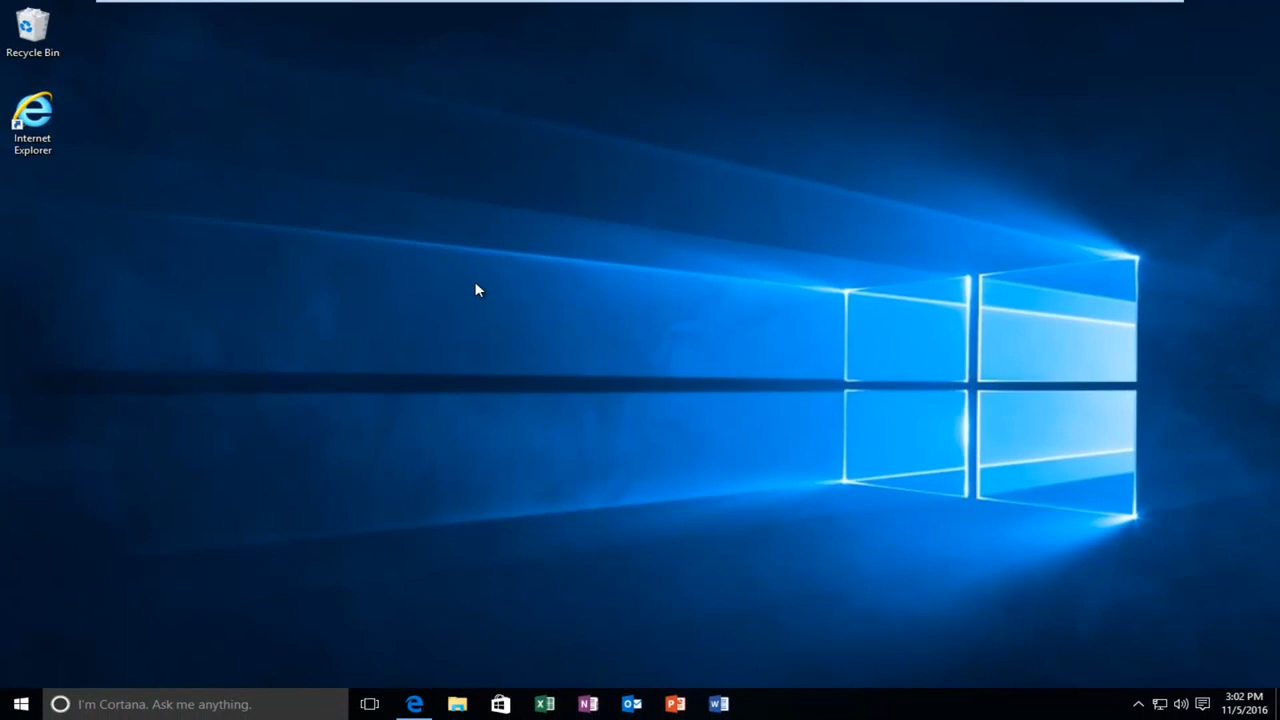 Recycle Bin
Internet
Explorer
I'm Cortana. Ask me anything.
3:02 PM
11/5/2016